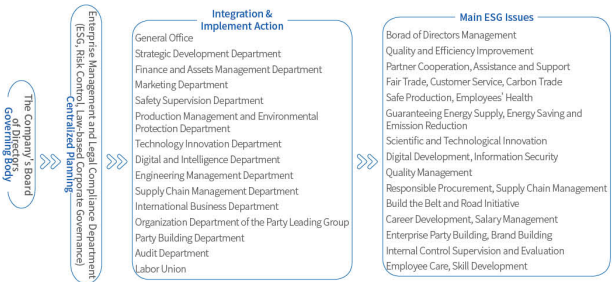 The Company's Board
of Directors
Governing Body
Enterprise Management and Legal Compliance Department
(ESG, Risk Control, Law-based Corporate Governance)
Centralized Planning
Integration &
Implement Action
General Office
Strategic Development Department
Finance and Assets Management Department
Marketing Department
Safety Supervision Department
Production Management and Environmental
Protection Department
Technology Innovation Department
Digital and Intelligence Department
Engineering Management Department
Supply Chain Management Department
International Business Department
Organization Department of the Party Leading Group
Party Building Department
Audit Department
Labor Union
Main ESG Issues
Borad of Directors Management
Quality and Efficiency Improvement
Partner Cooperation, Assistance and Support
Fair Trade, Customer Service, Carbon Trade
Safe Production, Employees' Health
Guaranteeing Energy Supply, Energy Saving and
Emission Reduction
Scientific and Technological Innovation
Digital Development, Information Security
Quality Management
Responsible Procurement, Supply Chain Management
Build the Belt and Road Initiative
Career Development, Salary Management
Enterprise Party Building, Brand Building
Internal Control Supervision and Evaluation
Employee Care, Skill Development